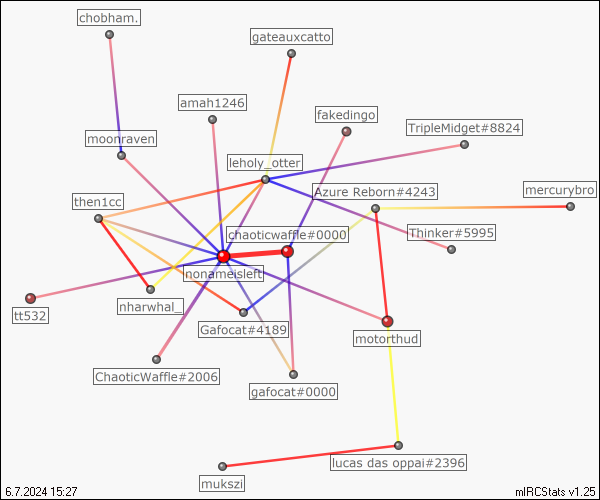 chobham.
gateauxcatto
amah1246
fakedingo
TripleMidget#8824
moonraven
leholy_otter
Azure Reborn#4243
mercurybro
then1cc
chaoticwaffle#0000
Thinker#5995
nonameisleft
nharwhal_
tt532
Gafocat#4189
motorthud
ChaoticWaffle#2006
gafocat#0000
lucas das oppai#2396
mukszi
6.7.2024 15:27
mIRCStats v1.25